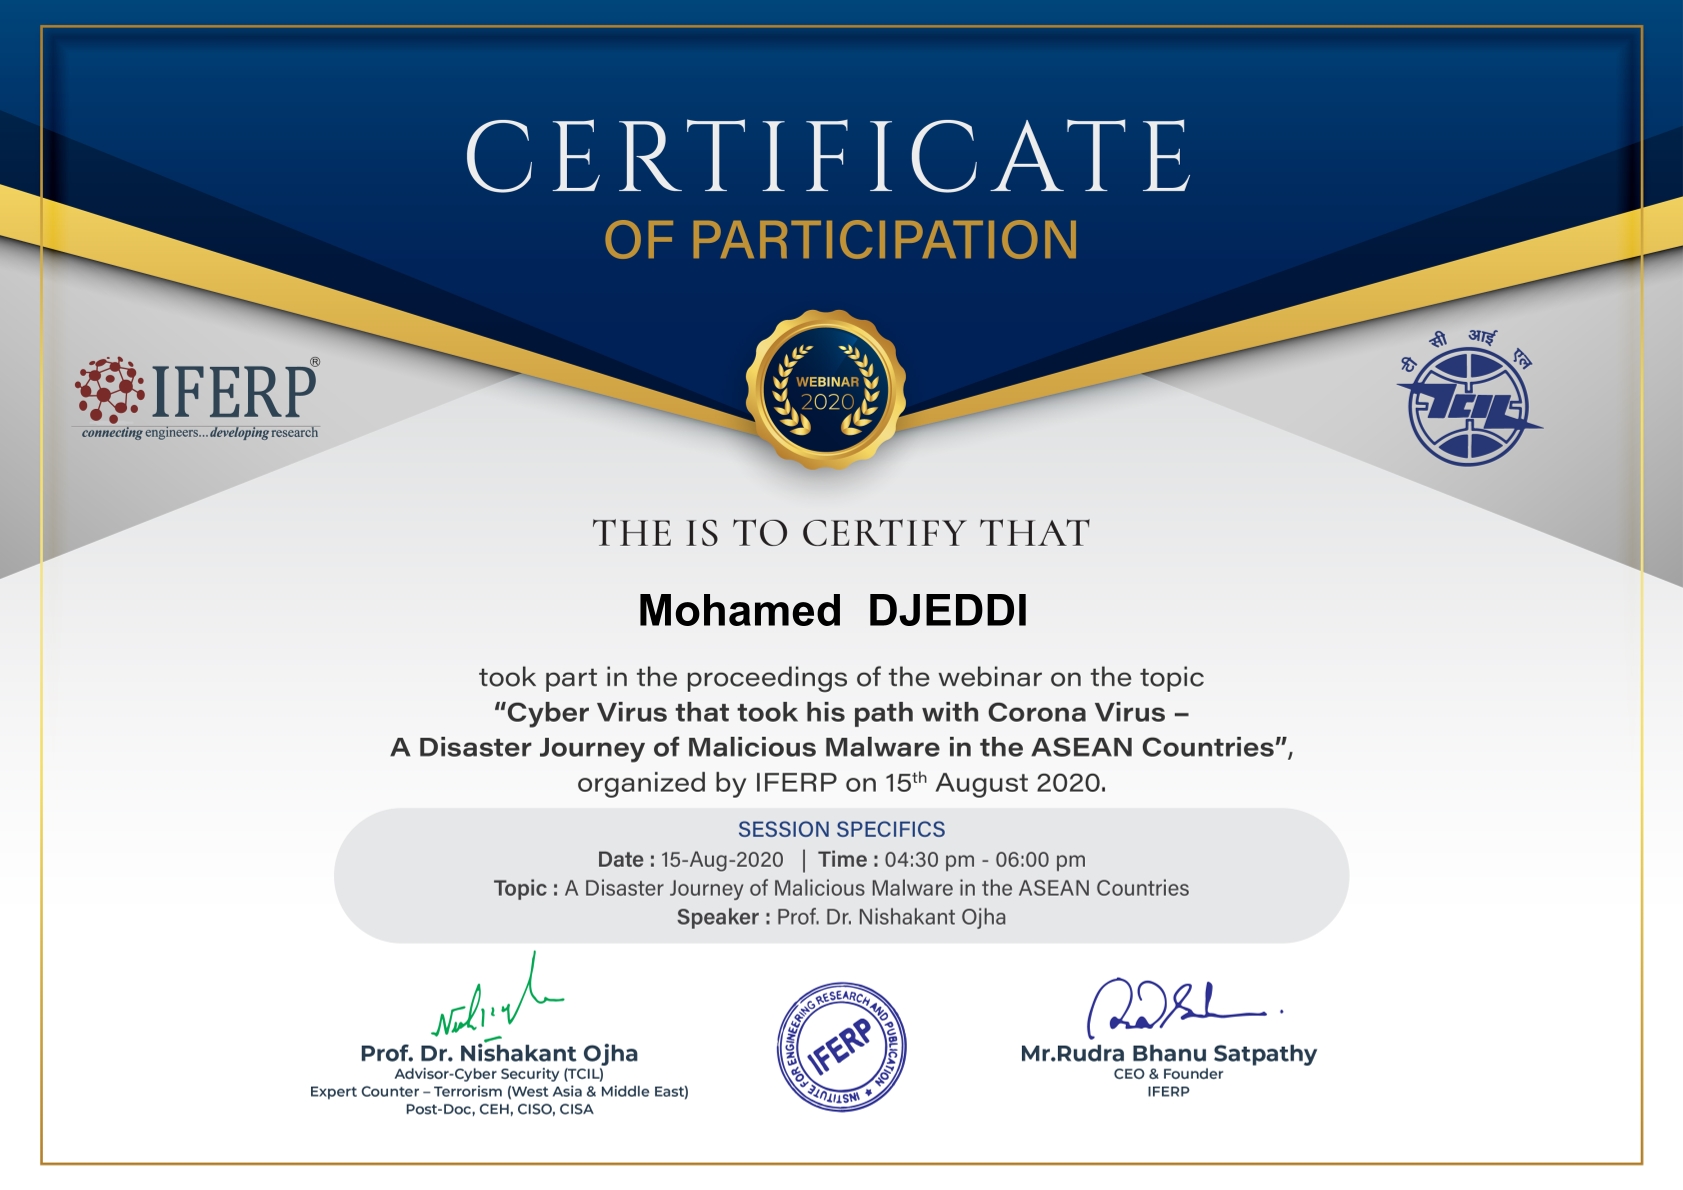 CERTIFICATE
OF PARTICIPATION
WEBINAR
2020
IFERP®
connecting engineers...developing research
टी सी आई एल
TCIL
THE IS TO CERTIFY THAT
Mohamed DJEDDI
took part in the proceedings of the webinar on the topic
“Cyber Virus that took his path with Corona Virus –
A Disaster Journey of Malicious Malware in the ASEAN Countries”,
organized by IFERP on 15th August 2020.
SESSION SPECIFICS
Date : 15-Aug-2020 | Time : 04:30 pm - 06:00 pm
Topic : A Disaster Journey of Malicious Malware in the ASEAN Countries
Speaker : Prof. Dr. Nishakant Ojha
Prof. Dr. Nishakant Ojha
Advisor-Cyber Security (TCIL)
Expert Counter – Terrorism (West Asia & Middle East)
Post-Doc, CEH, CISO, CISA
INSTITUTE FOR ENGINEERING RESEARCH AND PUBLICATION ★
IFERP
Mr.Rudra Bhanu Satpathy
CEO & Founder
IFERP